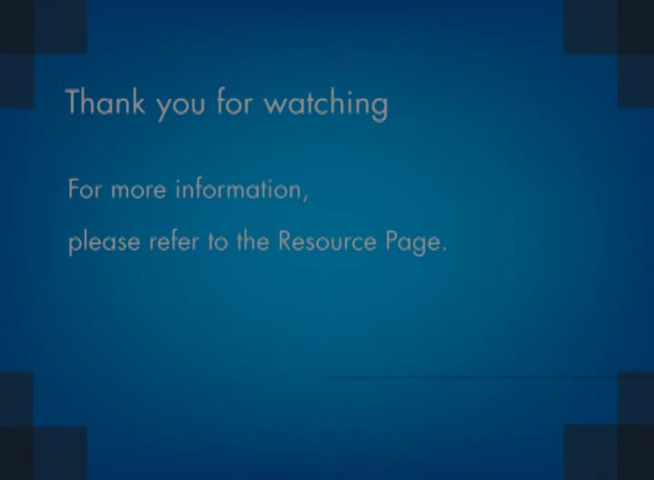 Thank you for watching
For more information,
please refer to the Resource Page.